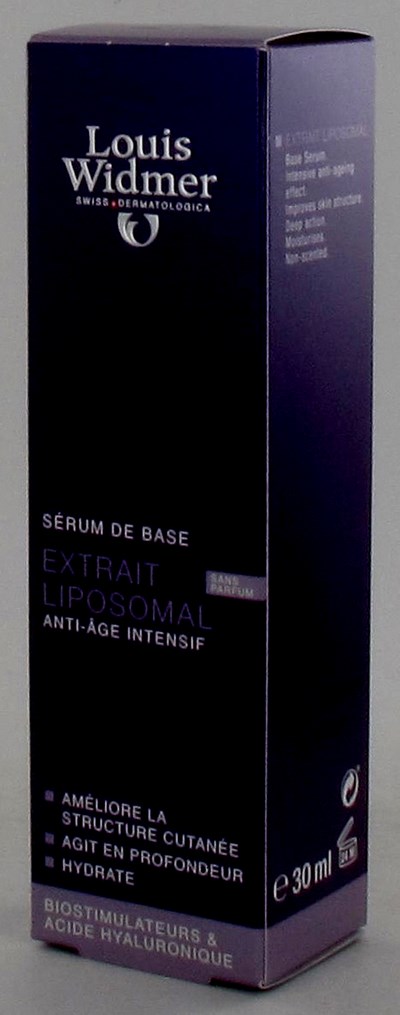 Louis
Widmer
SWISS DERMATOLOGICA
SÉRUM DE BASE
EXTRAIT
LIPOSOMAL
SANS
PARFUM
ANTI-ÂGE INTENSIF
AMÉLIORE LA
STRUCTURE CUTANÉE
AGIT EN PROFONDEUR
HYDRATE
BIOSTIMULATEURS &
ACIDE HYALURONIQUE
EXTRAIT LIPOSOMAL
Base Serum.
Intensive anti-ageing
effect.
Improves skin structure.
Deep action.
Moisturises.
Non-scented.
24 M
e 30 ml